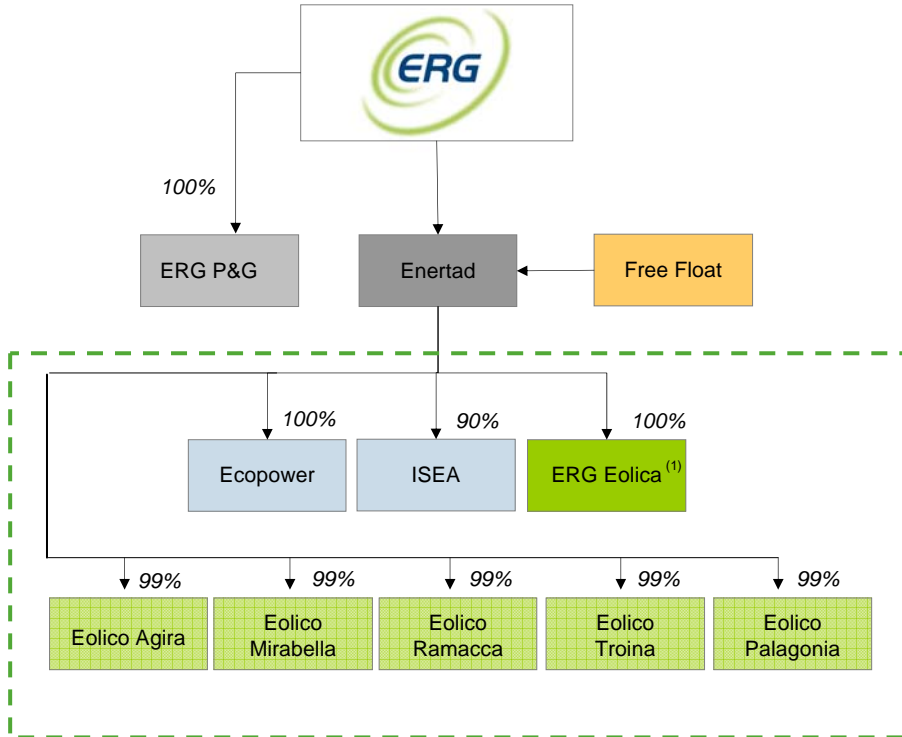 ERG
100%
ERG P&G
Enertad
Free Float
100%
90%
100%
Ecopower
ISEA
ERG Eolica (1)
99%
99%
99%
99%
99%
Eolico Agira
Eolico
Mirabella
Eolico
Ramacca
Eolico
Troina
Eolico
Palagonia